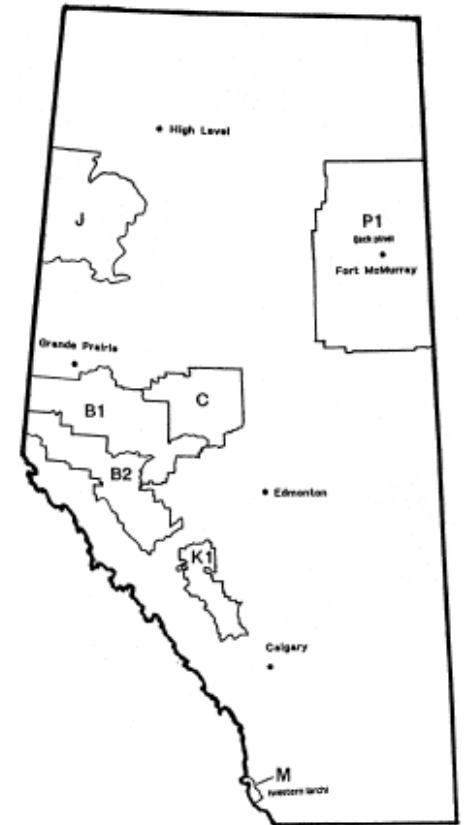 High Level
J
P1
(jack pine)
Fort McMurray
Grande Prairie
C
B1
B2
Edmonton
K1
Calgary
M
(western larch)